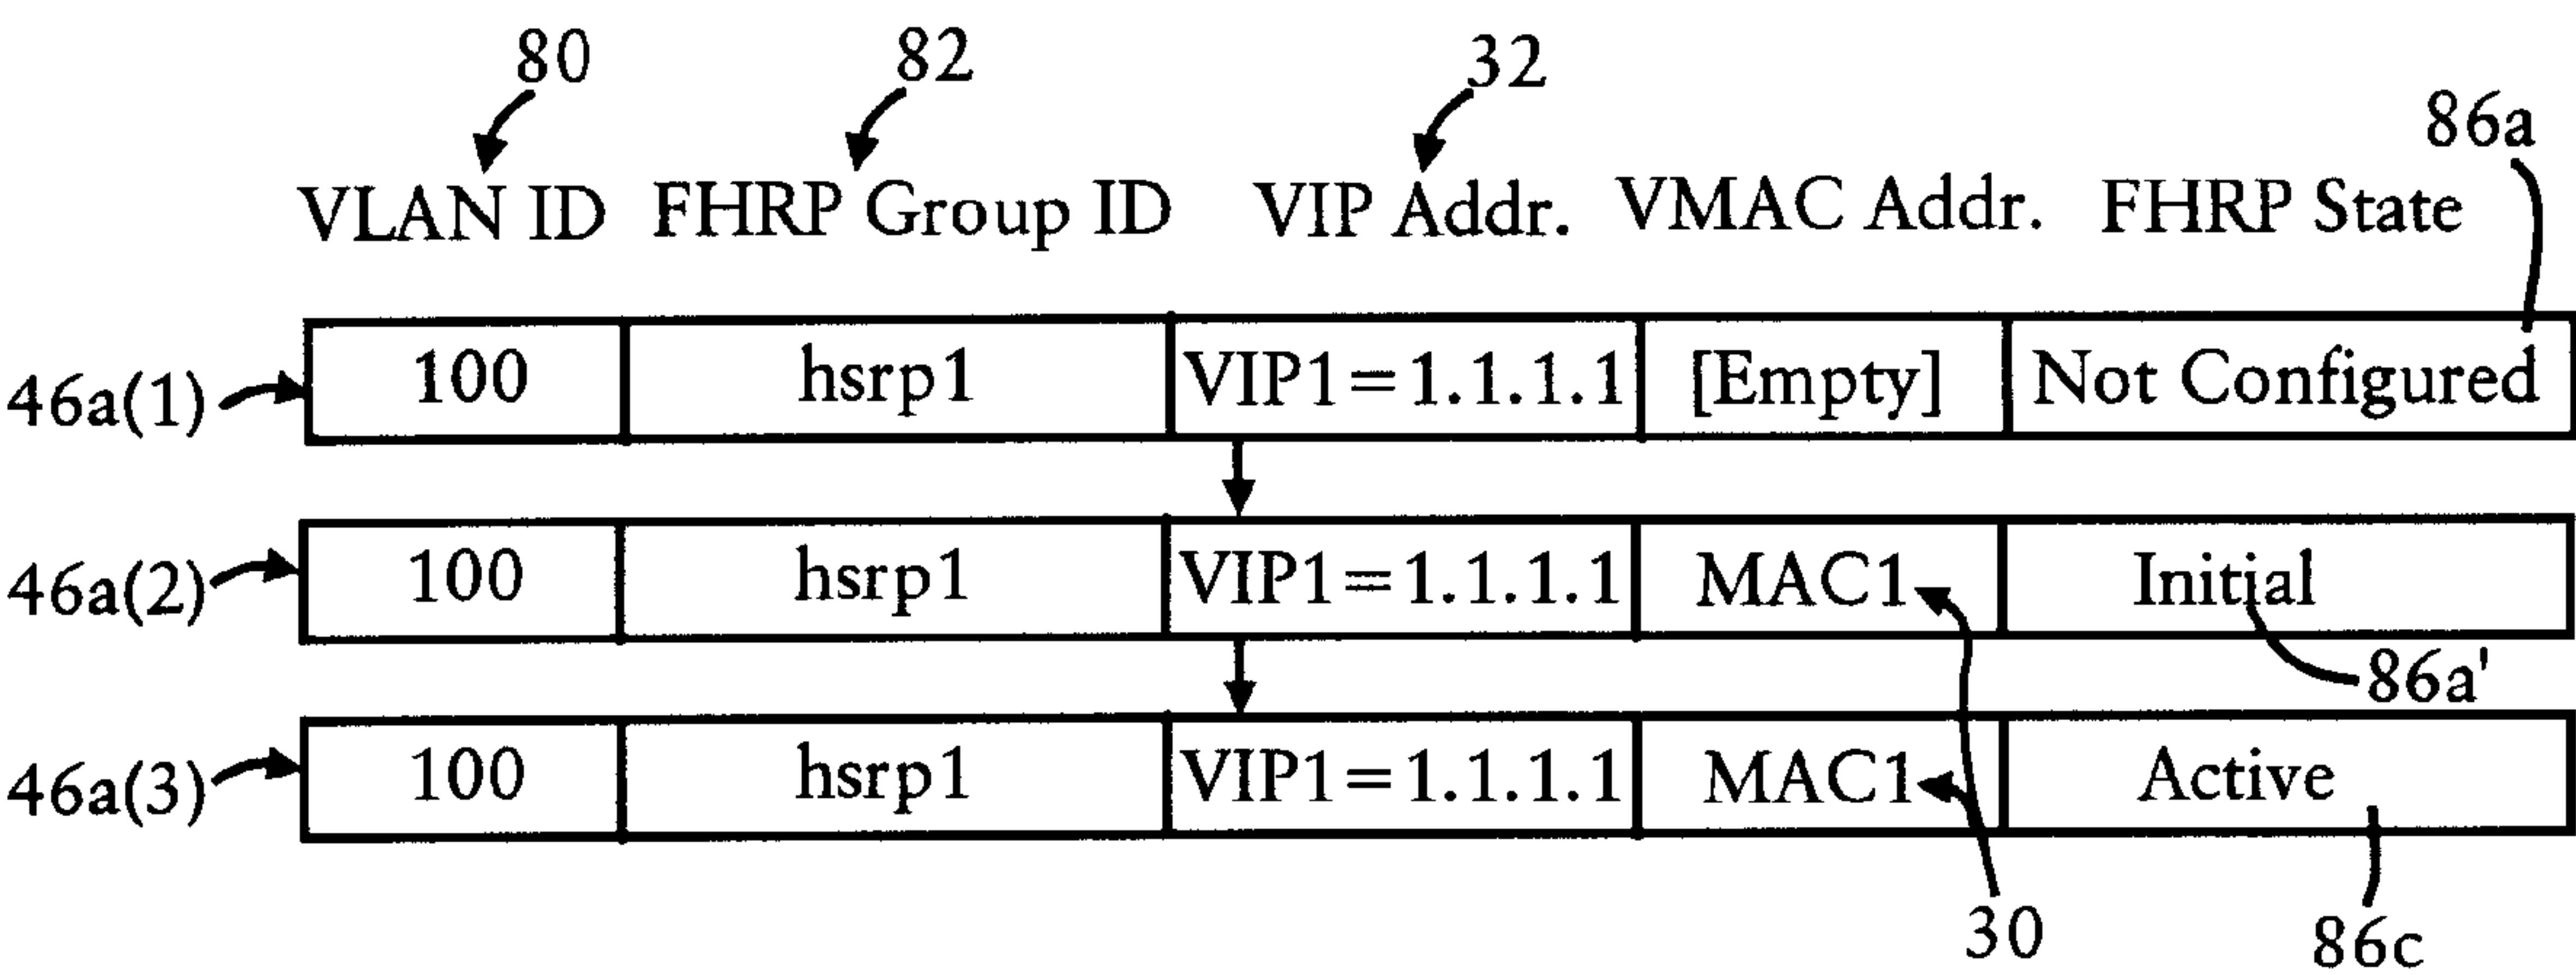 80 82 32
86a
VLAN ID FHRP Group ID VIP Addr. VMAC Addr. FHRP State
46a(1) 100 hsrp1 VIP1=1.1.1.1 [Empty] Not Configured
46a(2) 100 hsrp1 VIP1=1.1.1.1 MAC1 Initial
86a'
46a(3) 100 hsrp1 VIP1=1.1.1.1 MAC1 Active
30 86c